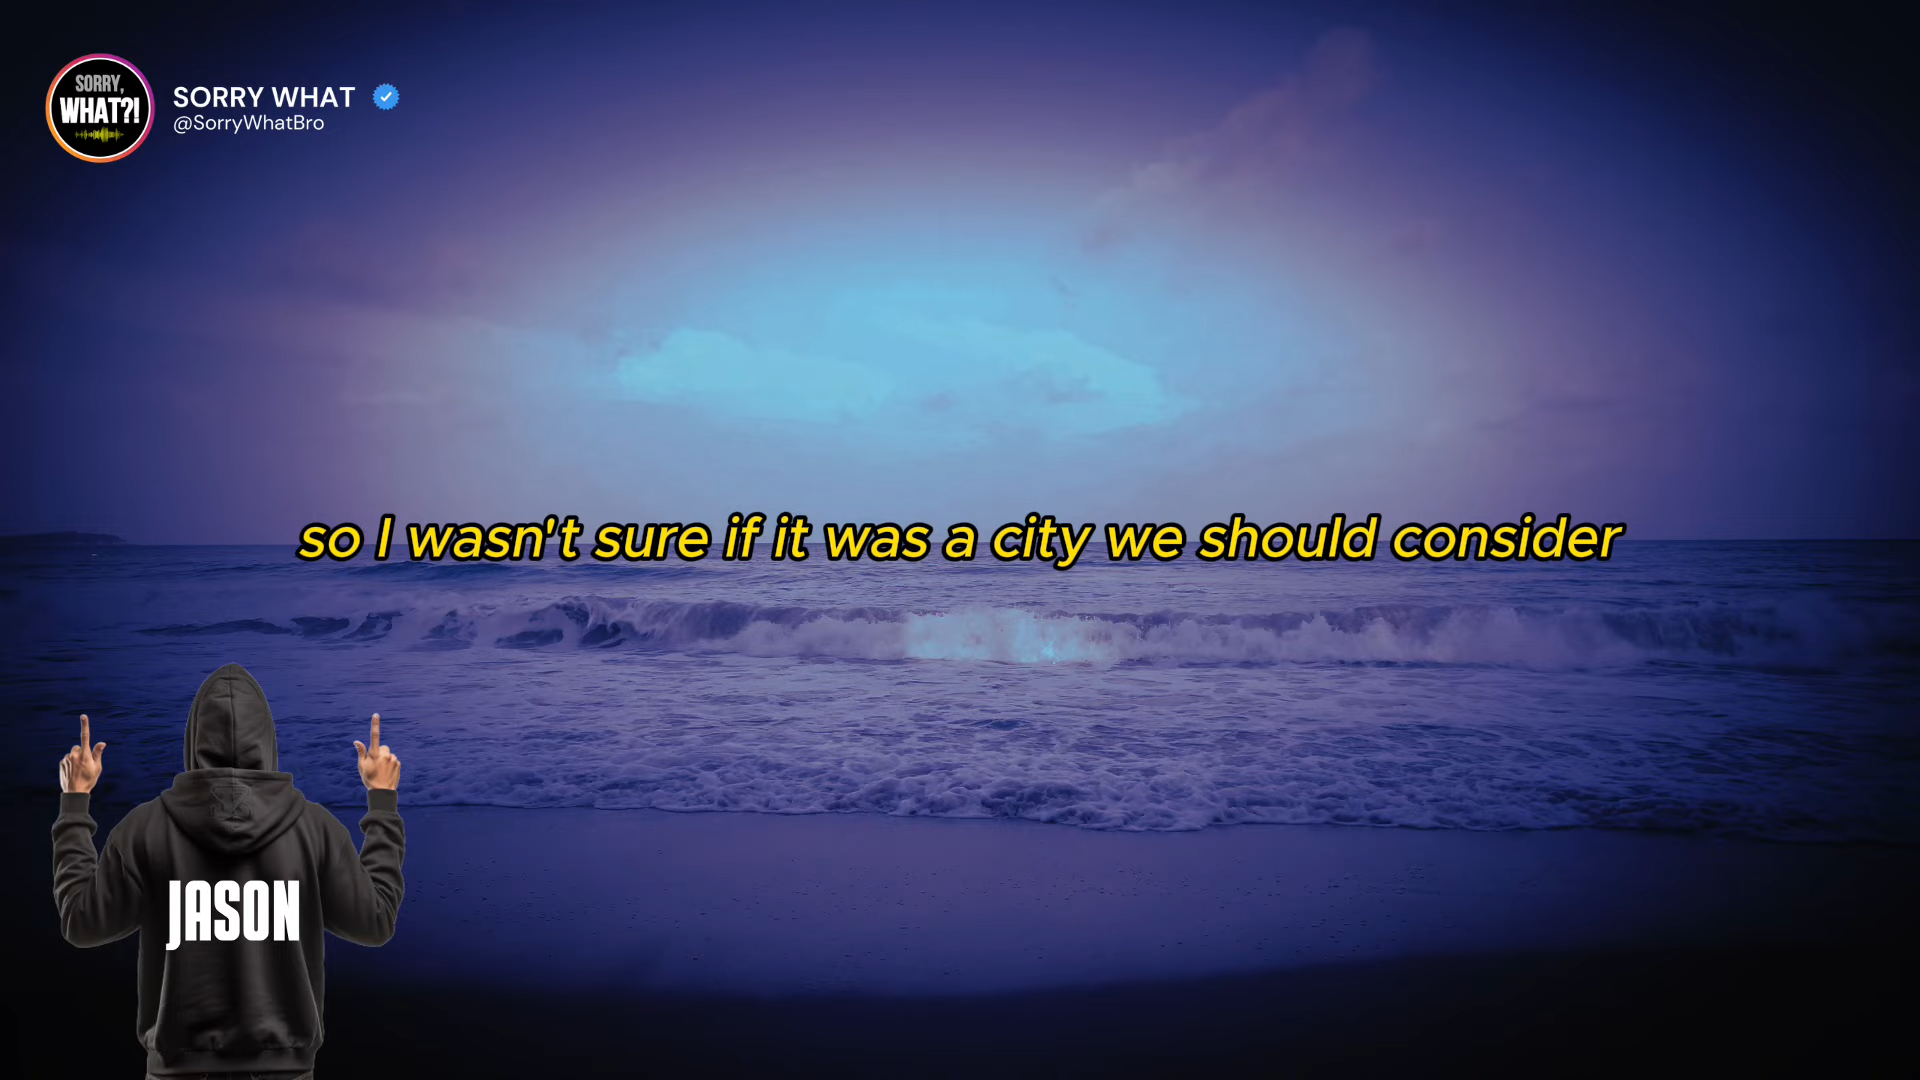 SORRY,
WHAT?!
SORRY WHAT
@SorryWhatBro
so I wasn't sure if it was a city we should consider
JASON